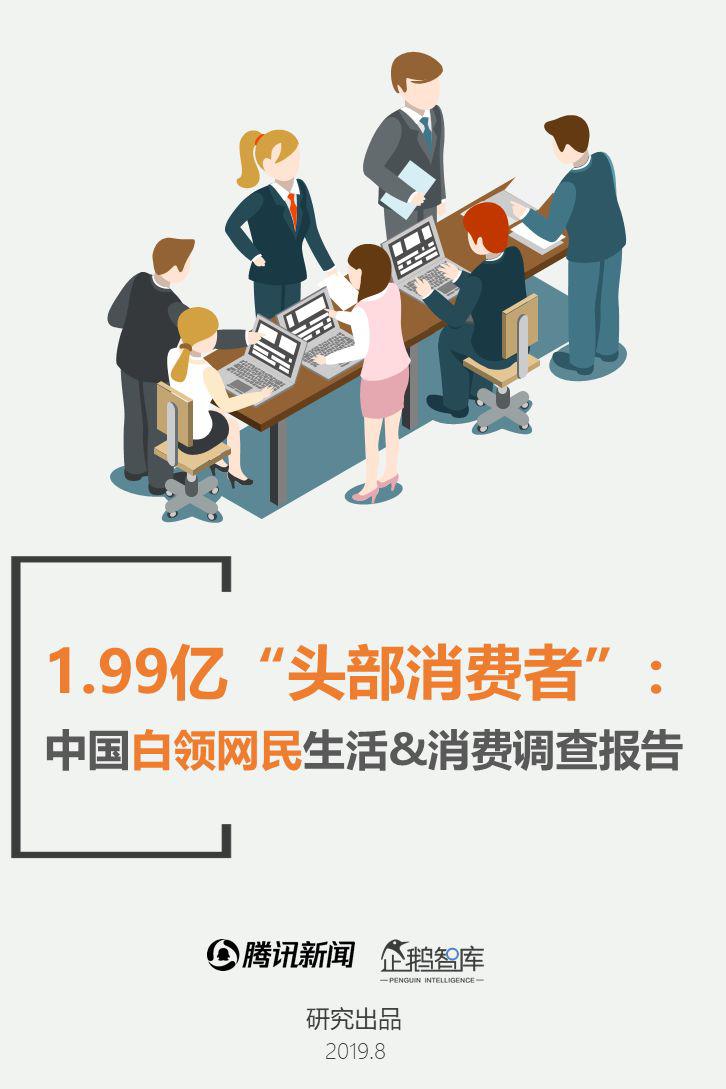 1.99亿“头部消费者”:
中国白领网民生活&消费调查报告
腾讯新闻
企鹅智库
—PENGUIN INTELLIGENCE—
研究出品
2019.8